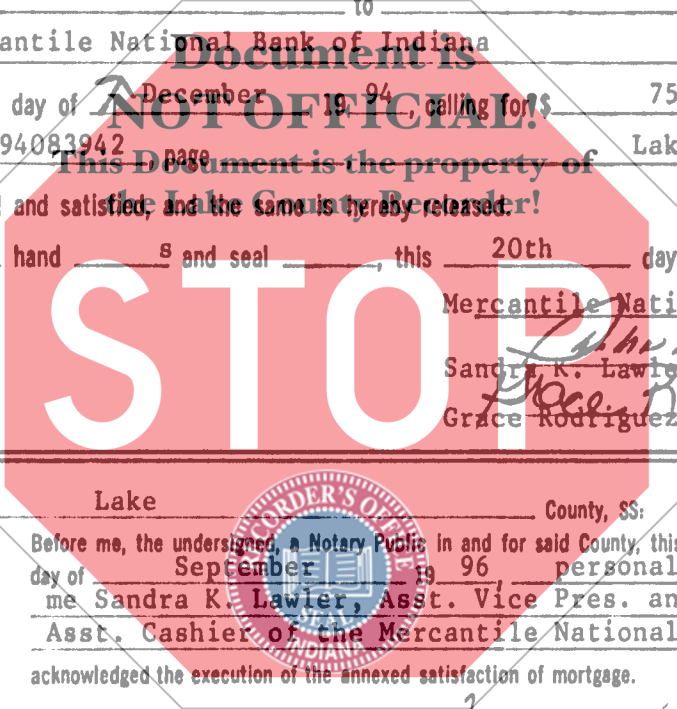 to
antile National Bank of Indiana
Document is
day of 7 December 19 94, calling for $ 75
NOT OFFICIAL!
94083942, page Lak
This Document is the property of
and satisfied, and the same is hereby released.
the Lake County Recorder!
hand s and seal , this 20th day
STOP
Mercantile Nati
Sandra K. Lawle
Grace Rodriguez
Lake County, SS:
Before me, the undersigned, a Notary Public in and for said County, this
day of September 19 96, personal
me Sandra K. Lawler, Asst. Vice Pres. an
Asst. Cashier of the Mercantile National
acknowledged the execution of the annexed satisfaction of mortgage.
RECORDER'S OFFICE
SEAL
INDIANA